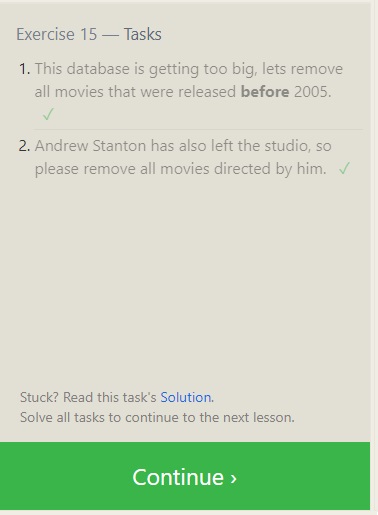 Exercise 15 — Tasks
1. This database is getting too big, lets remove
all movies that were released before 2005.
✓
2. Andrew Stanton has also left the studio, so
please remove all movies directed by him. ✓
Stuck? Read this task's Solution.
Solve all tasks to continue to the next lesson.
Continue ›